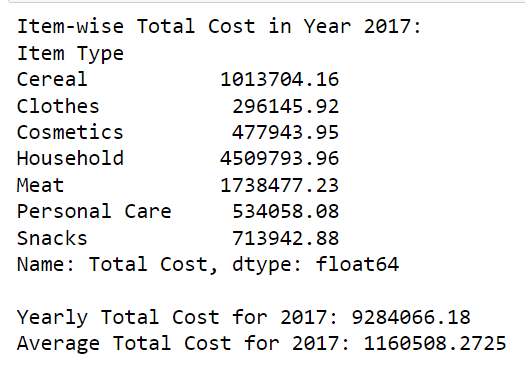 Item-wise Total Cost in Year 2017:
Item Type
Cereal 1013704.16
Clothes 296145.92
Cosmetics 477943.95
Household 4509793.96
Meat 1738477.23
Personal Care 534058.08
Snacks 713942.88
Name: Total Cost, dtype: float64
Yearly Total Cost for 2017: 9284066.18
Average Total Cost for 2017: 1160508.2725